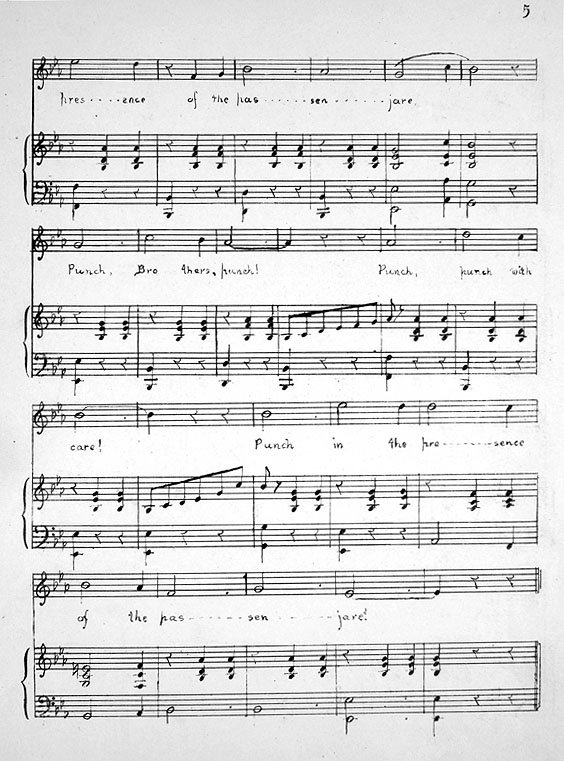 5
pres----ence of the pas------sen------jare.
Punch, Bro thers, punch! Punch, punch with
care! Punch in the pre-------sence
of the pas------sen------jare!